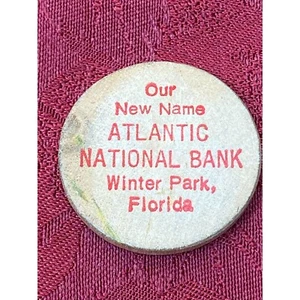 Our
New Name
ATLANTIC
NATIONAL BANK
Winter Park,
Florida